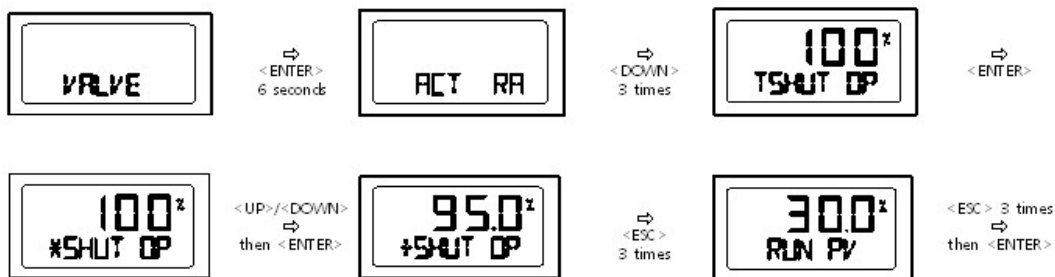 VALVE
⇨
<ENTER>
6 seconds
ACT RA
⇨
<DOWN>
3 times
100%
TSHUT OP
⇨
<ENTER>
100%
*SHUT OP
<UP>/<DOWN>
⇨
then <ENTER>
95.0%
+SHUT OP
⇨
<ESC>
3 times
30.0%
RUN PV
<ESC> 3 times
⇨
then <ENTER>